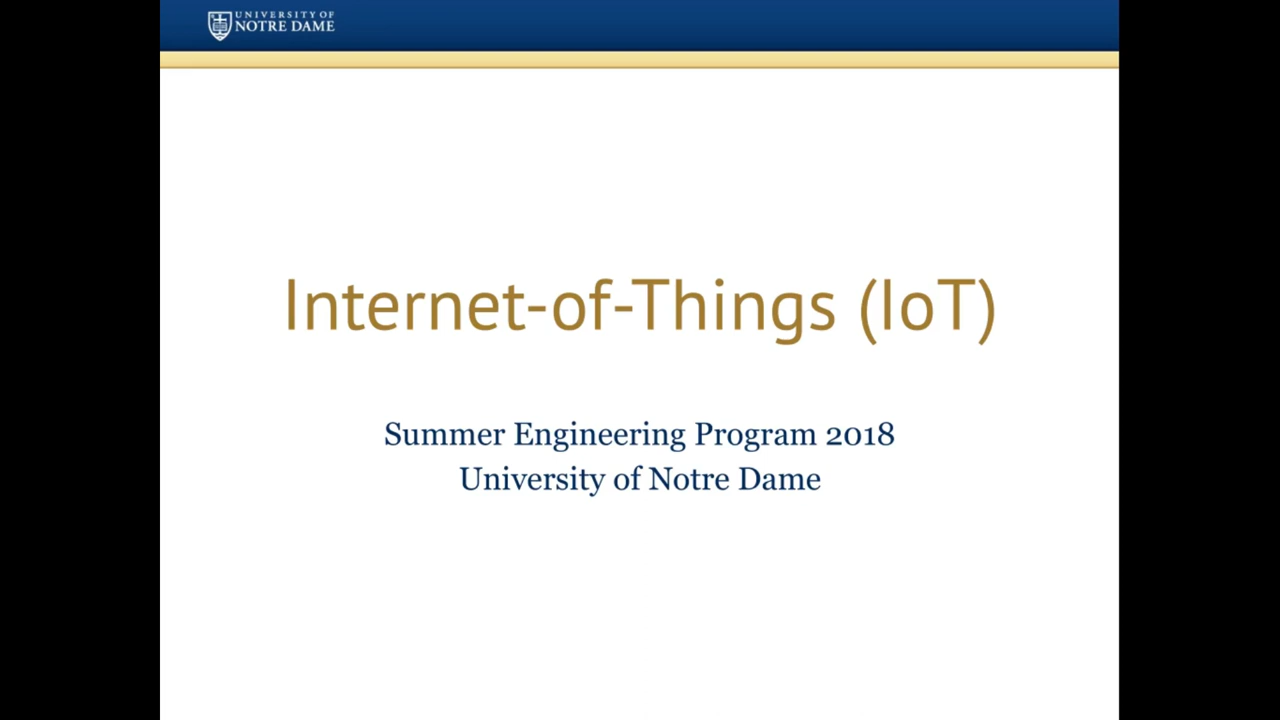 UNIVERSITY OF
NOTRE DAME
Internet-of-Things (IoT)
Summer Engineering Program 2018
University of Notre Dame